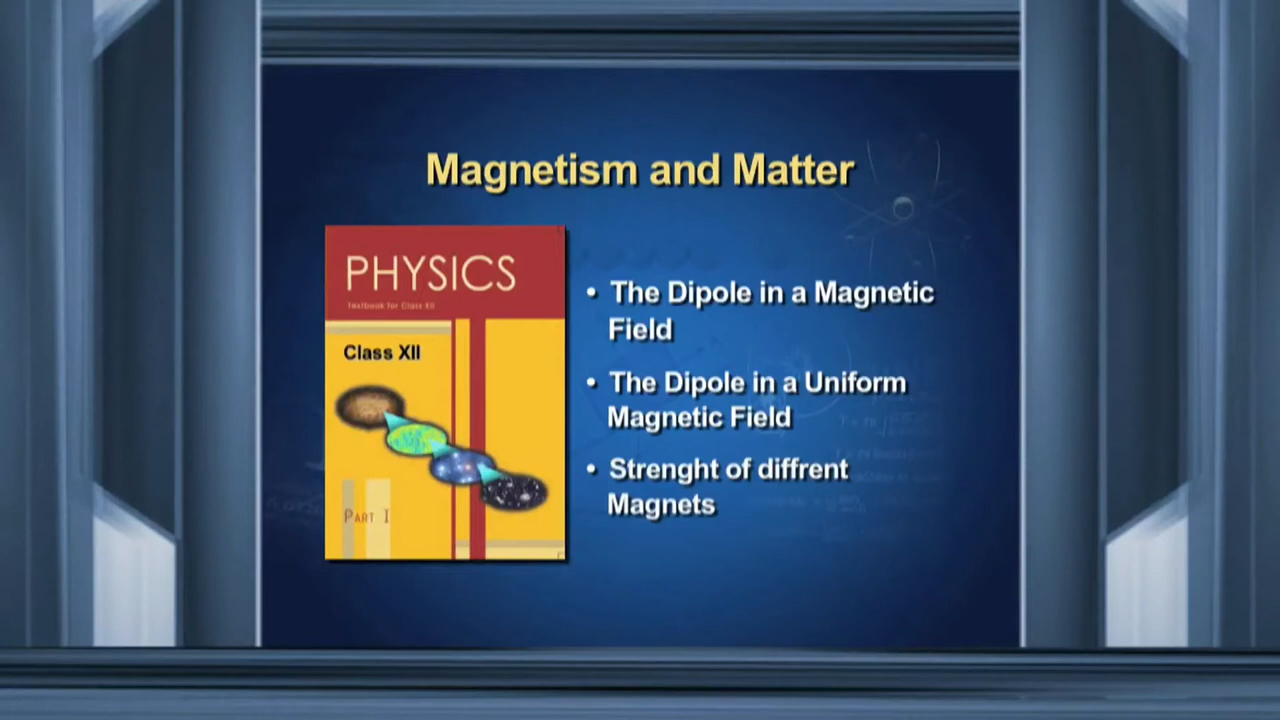 Magnetism and Matter
PHYSICS
Textbook for Class XII
Class XII
PART I
• The Dipole in a Magnetic
Field
• The Dipole in a Uniform
Magnetic Field
• Strenght of diffrent
Magnets